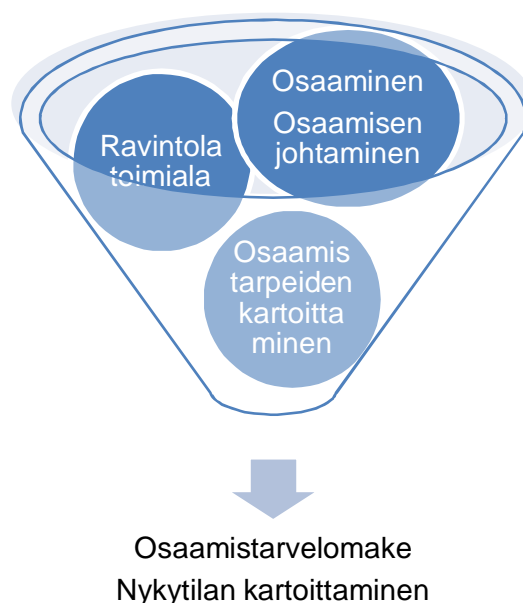 Osaaminen
Osaamisen
johtaminen
Ravintola
toimiala
Osaamis
tarpeiden
kartoitta
minen
Osaamistarvelomake
Nykytilan kartoittaminen